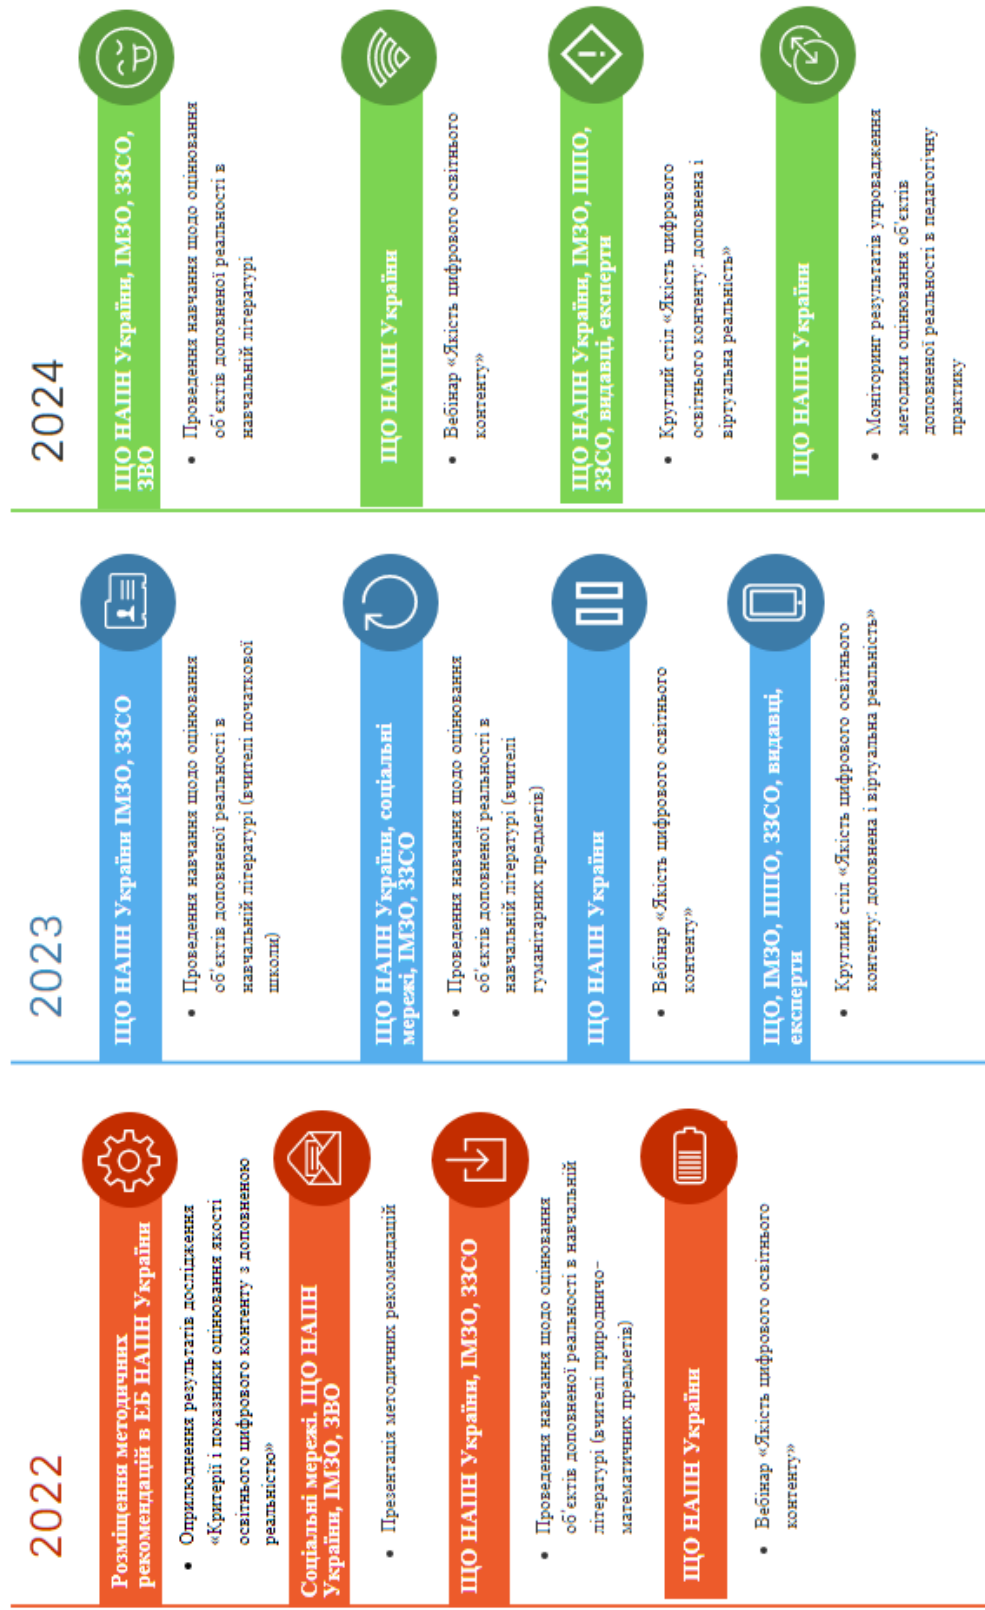 2022
Розміщення методичних
рекомендацій в ЕБ НАПН України
• Оприлюднення результатів дослідження
«Критерії і показники оцінювання якості
освітнього цифрового контенту з доповненою
реальністю»
Соціальні мережі. ІЦО НАПН
України, ІМЗО, ЗВО
• Презентація методичних рекомендацій
ІЦО НАПН України, ІМЗО, ЗЗСО
• Проведення навчання щодо оцінювання
об'єктів доповненої реальності в навчальній
літературі (вчителі природничо-
математичних предметів)
ІЦО НАПН України
• Вебінар «Якість цифрового освітнього
контенту»
2023
ІЦО НАПН України ІМЗО, ЗЗСО
• Проведення навчання щодо оцінювання
об'єктів доповненої реальності в
навчальній літературі (вчителі початкової
школи)
ІЦО НАПН України, соціальні
мережі, ІМЗО, ЗЗСО
• Проведення навчання щодо оцінювання
об'єктів доповненої реальності в
навчальній літературі (вчителі
гуманітарних предметів)
ІЦО НАПН України
• Вебінар «Якість цифрового освітнього
контенту»
ІЦО, ІМЗО, ІППО, ЗЗСО, видавці,
експерти
• Круглий стіл «Якість цифрового освітнього
контенту: доповнена і віртуальна реальність»
2024
ІЦО НАПН України, ІМЗО, ЗЗСО,
ЗВО
• Проведення навчання щодо оцінювання
об'єктів доповненої реальності в
навчальній літературі
ІЦО НАПН України
• Вебінар «Якість цифрового освітнього
контенту»
ІЦО НАПН України, ІМЗО, ІППО,
ЗЗСО, видавці, експерти
• Круглий стіл «Якість цифрового
освітнього контенту: доповнена і
віртуальна реальність»
ІЦО НАПН України
• Моніторинг результатів упровадження
методики оцінювання об'єктів
доповненої реальності в педагогічну
практику